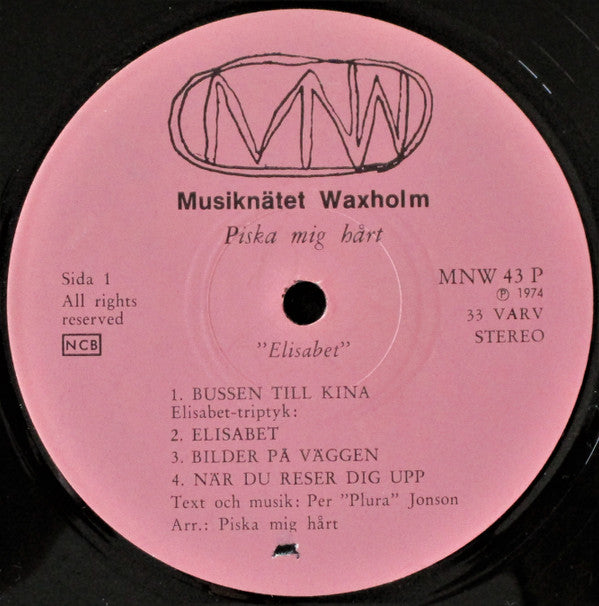 MNW
Musiknätet Waxholm
Piska mig hårt
Sida 1
All rights
reserved
NCB
MNW 43 P
Ⓟ 1974
33 VARV
STEREO
"Elisabet"
1. BUSSEN TILL KINA
Elisabet-triptyk:
2. ELISABET
3. BILDER PÅ VÄGGEN
4. NÄR DU RESER DIG UPP
Text och musik: Per "Plura" Jonson
Arr.: Piska mig hårt